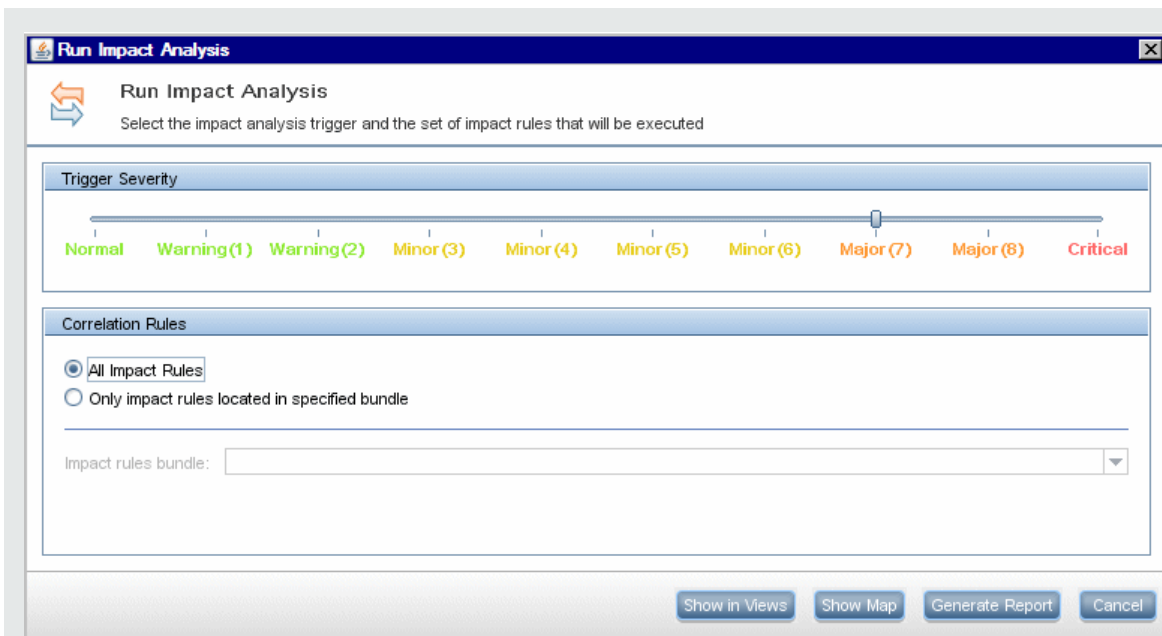 Run Impact Analysis
Run Impact Analysis
Select the impact analysis trigger and the set of impact rules that will be executed
Trigger Severity
Normal Warning(1) Warning(2) Minor(3) Minor(4) Minor(5) Minor(6) Major(7) Major(8) Critical
Correlation Rules
All Impact Rules
Only impact rules located in specified bundle
Impact rules bundle:
Show in Views Show Map Generate Report Cancel